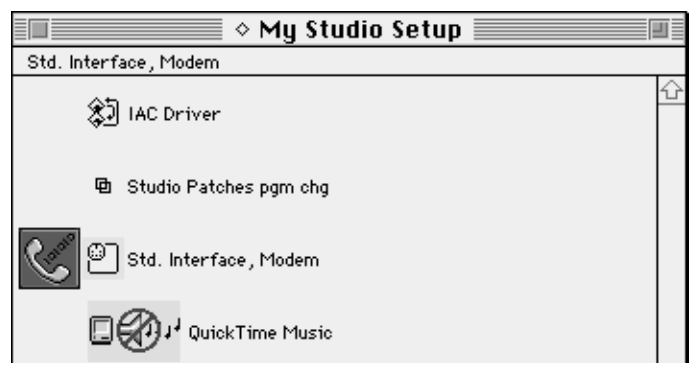 My Studio Setup
Std. Interface, Modem
IAC Driver
Studio Patches pgm chg
Std. Interface, Modem
QuickTime Music